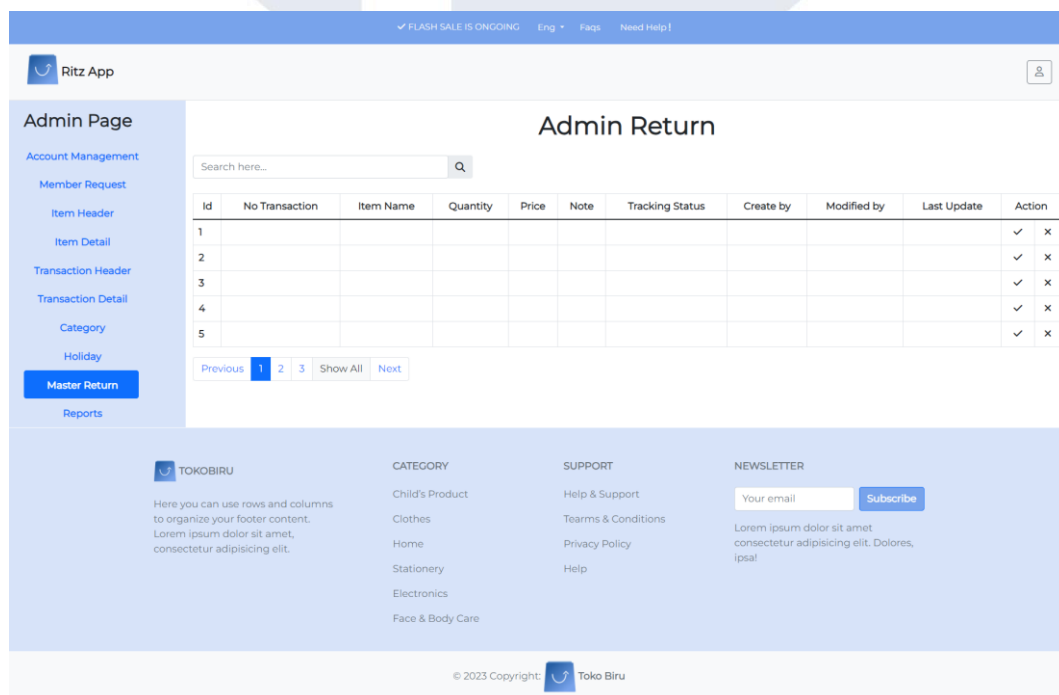 ✓ FLASH SALE IS ONGOING Eng Faqs Need Help!
Ritz App
Admin Page
Account Management
Member Request
Item Header
Item Detail
Transaction Header
Transaction Detail
Category
Holiday
Master Return
Reports
Admin Return
Search here...
Id No Transaction Item Name Quantity Price Note Tracking Status Create by Modified by Last Update Action
1
2
3
4
5
Previous 1 2 3 Show All Next
TOKOBIRU
Here you can use rows and columns
to organize your footer content.
Lorem ipsum dolor sit amet,
consectetur adipisicing elit.
CATEGORY
Child's Product
Clothes
Home
Stationery
Electronics
Face & Body Care
SUPPORT
Help & Support
Tearms & Conditions
Privacy Policy
Help
NEWSLETTER
Your email Subscribe
Lorem ipsum dolor sit amet
consectetur adipisicing elit. Dolores,
ipsa!
© 2023 Copyright: Toko Biru